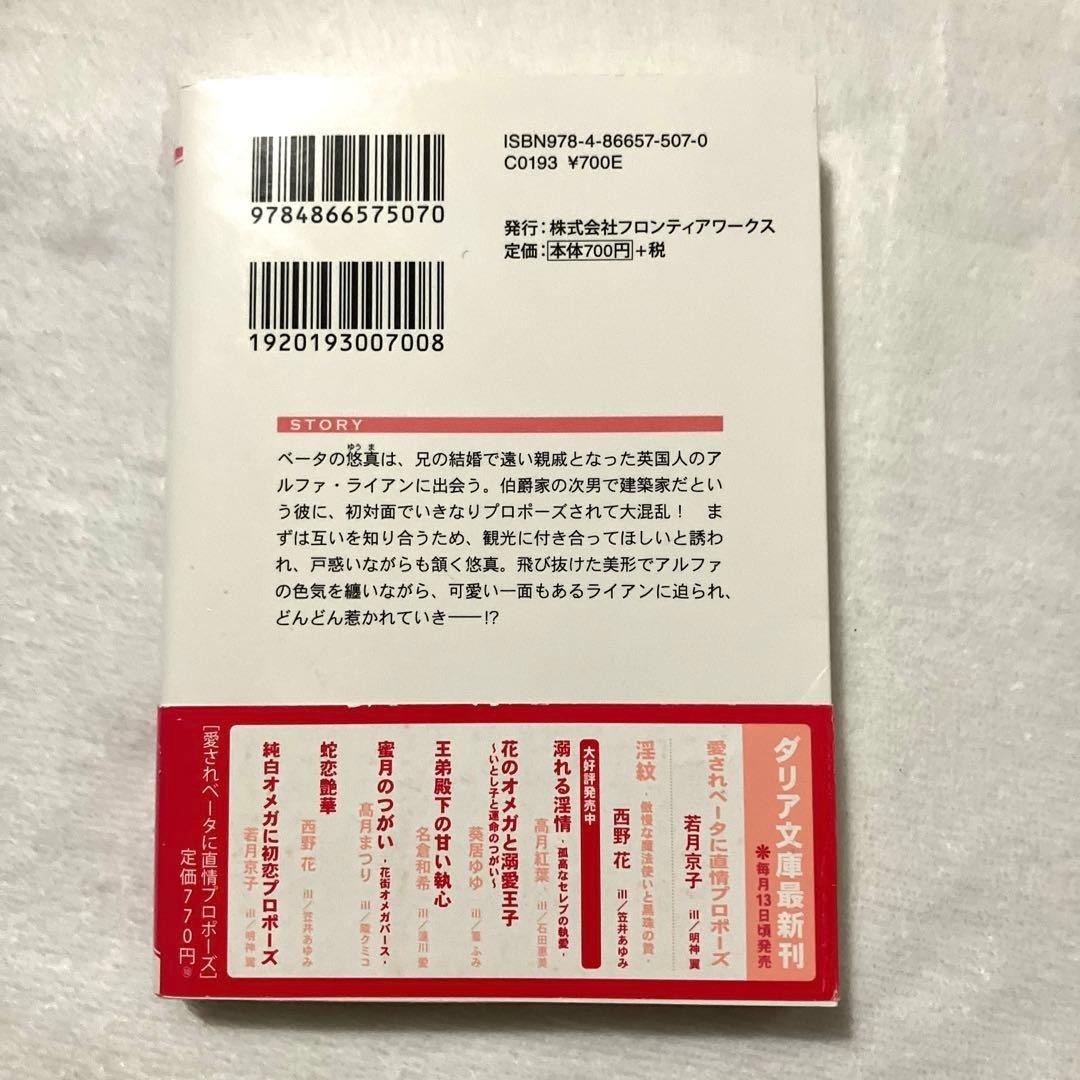 ISBN978-4-86657-507-0
C0193 ¥700E
9784866575070
発行：株式会社フロンティアワークス
定価：本体700円+税
1920193007008
STORY
ゆうま
ベータの悠真は、兄の結婚で遠い親戚となった英国人のア
ルファ・ライアンに出会う。伯爵家の次男で建築家だとい
う彼に、初対面でいきなりプロポーズされて大混乱！　ま
ずは互いを知り合うため、観光に付き合ってほしいと誘わ
れ、戸惑いながらも頷く悠真。飛び抜けた美形でアルファ
の色気を纏いながら、可愛い一面もあるライアンに迫られ、
どんどん惹かれていき――!?
ダリア文庫最新刊
＊毎月13日頃発売
愛されベータに直情プロポーズ
若月京子 ill／明神 翼
淫紋 -傲慢な魔法使いと黒珠の贄-
西野 花 ill／笠井あゆみ
大好評発売中
溺れる淫情 -孤高なセレブの執愛-
高月紅葉 ill／石田惠美
花のオメガと溺愛王子
～いとし子と運命のつがい～
葵居ゆゆ ill／ ふみ
王弟殿下の甘い執心
名倉和希 ill／蓮川 愛
蜜月のつがい -花街オメガバース-
髙月まつり ill／陵クミコ
蛇恋艶華
西野 花 ill／笠井あゆみ
純白オメガに初恋プロポーズ
若月京子 ill／明神 翼
［愛されベータに直情プロポーズ］
定価770円⑩